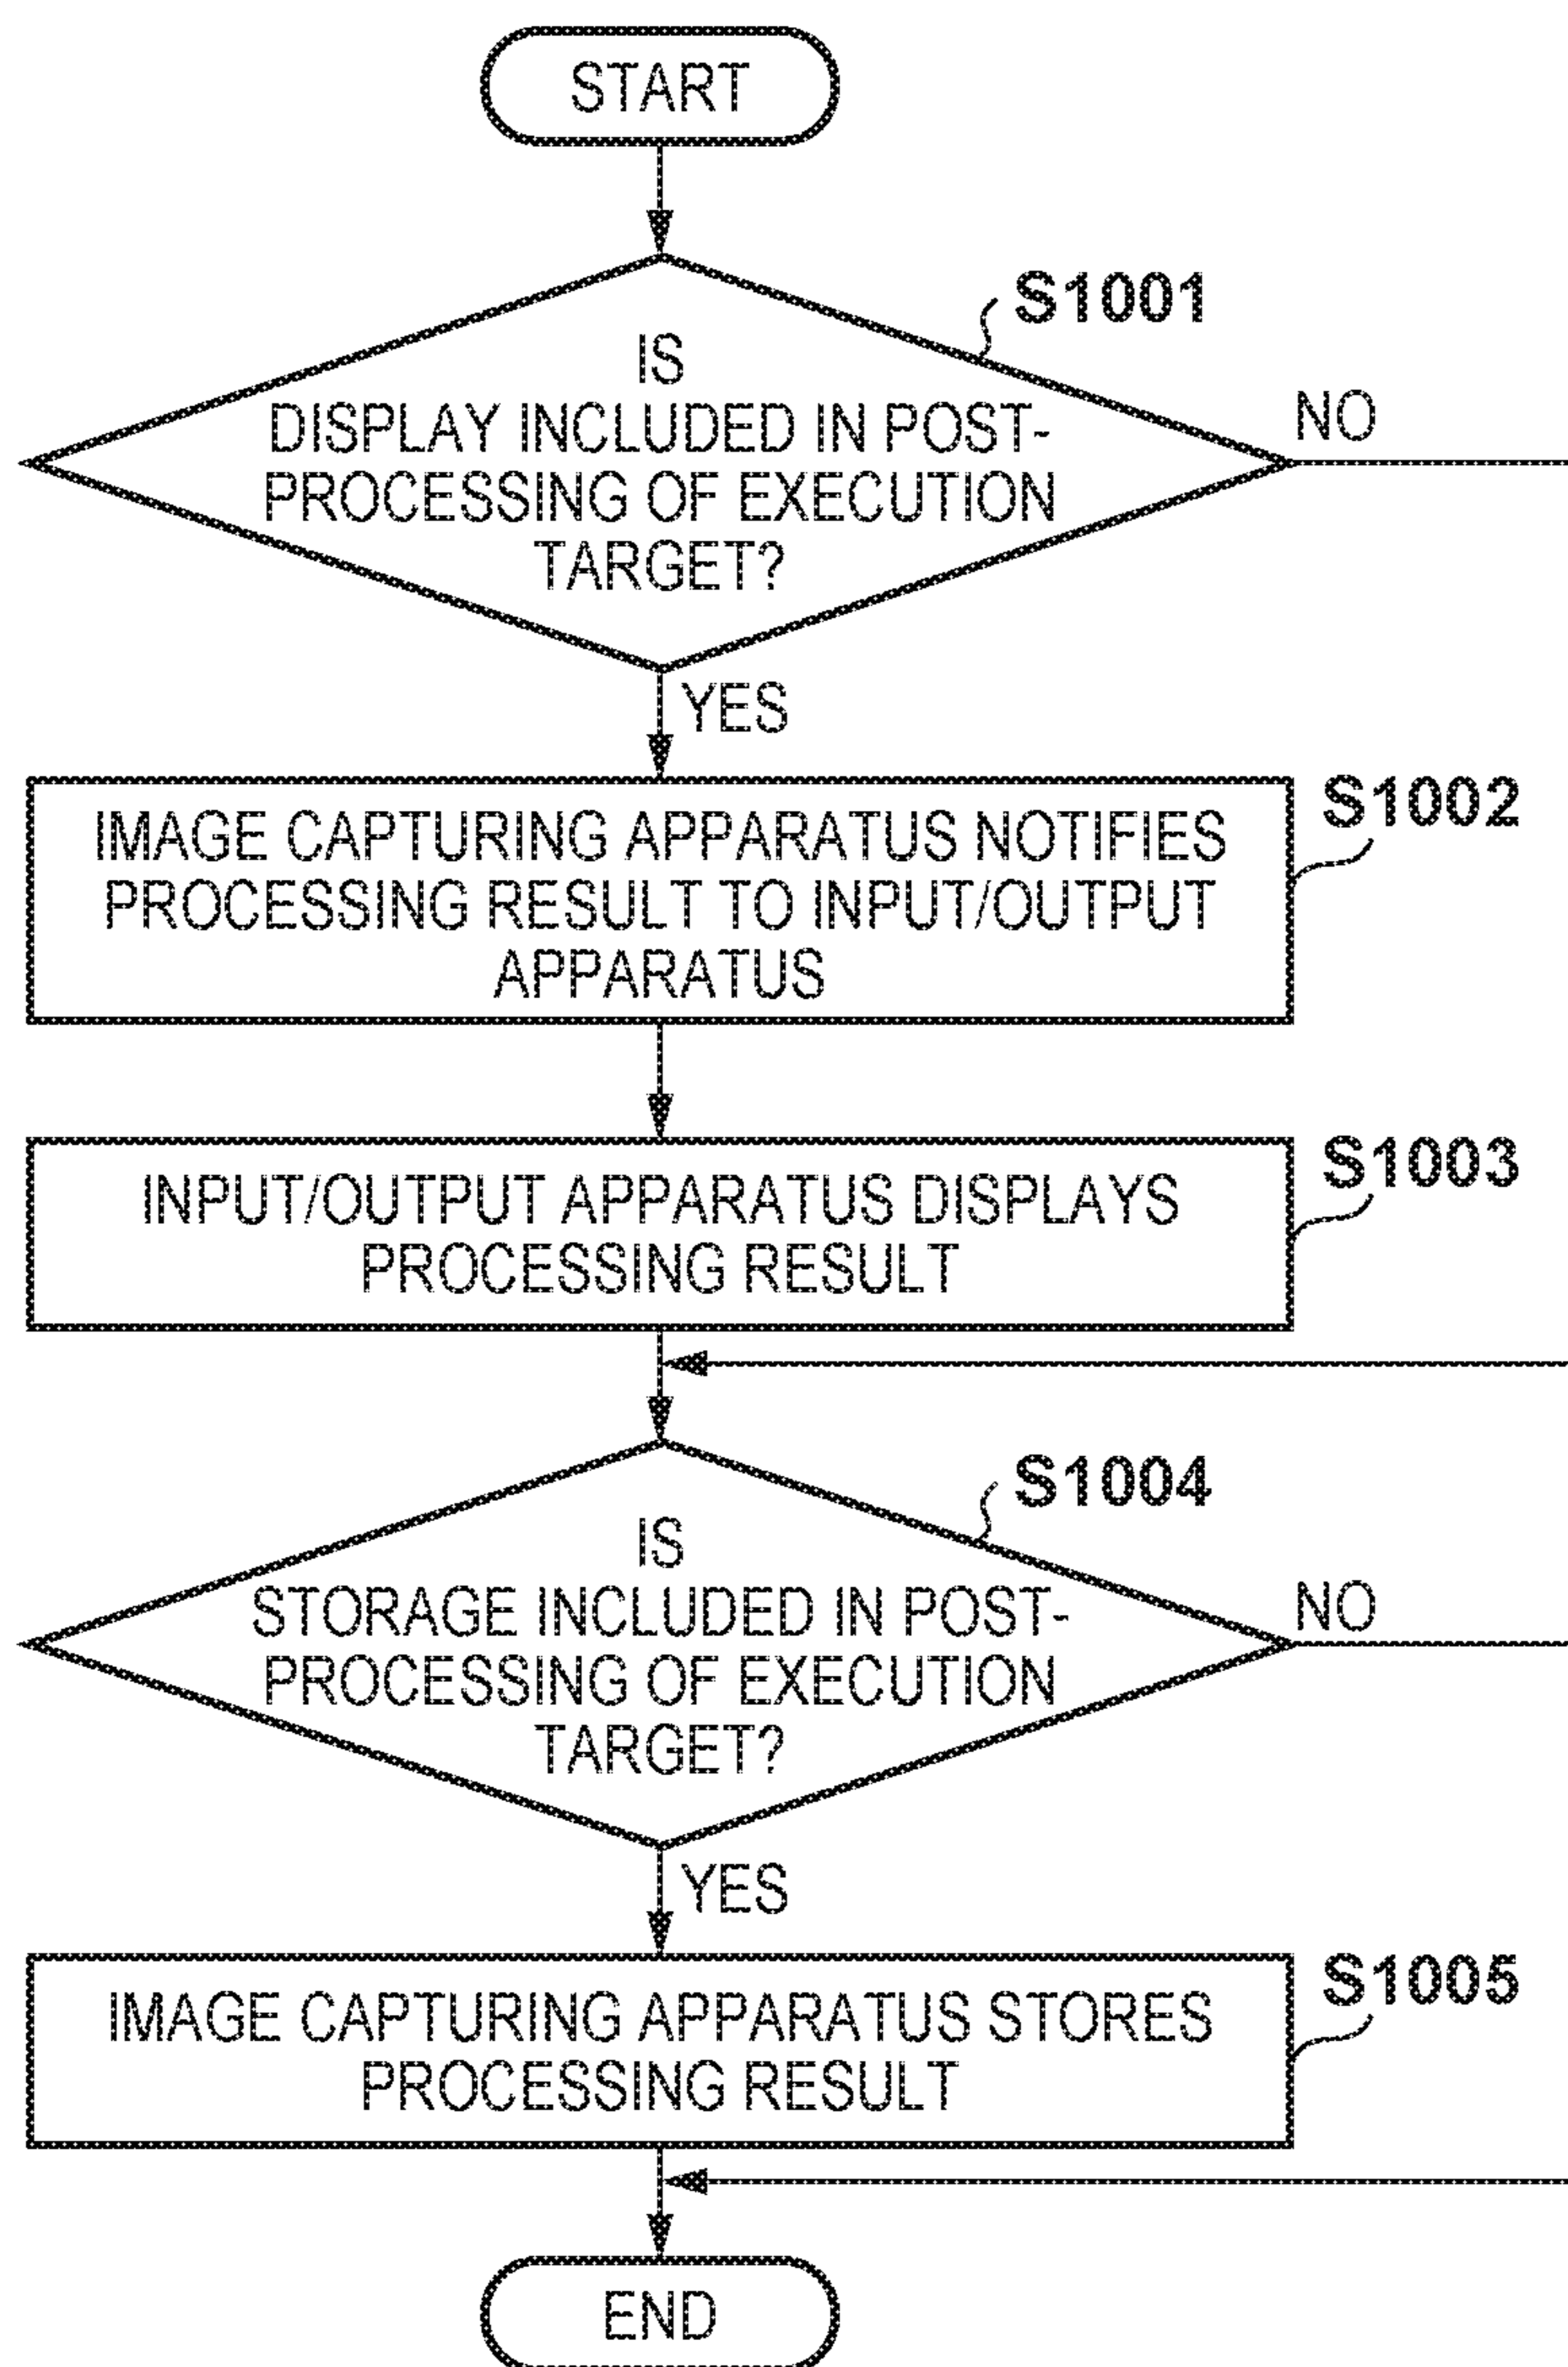 START
S1001
IS
DISPLAY INCLUDED IN POST-
PROCESSING OF EXECUTION
TARGET?
NO
YES
S1002
IMAGE CAPTURING APPARATUS NOTIFIES
PROCESSING RESULT TO INPUT/OUTPUT
APPARATUS
S1003
INPUT/OUTPUT APPARATUS DISPLAYS
PROCESSING RESULT
S1004
IS
STORAGE INCLUDED IN POST-
PROCESSING OF EXECUTION
TARGET?
NO
YES
S1005
IMAGE CAPTURING APPARATUS STORES
PROCESSING RESULT
END